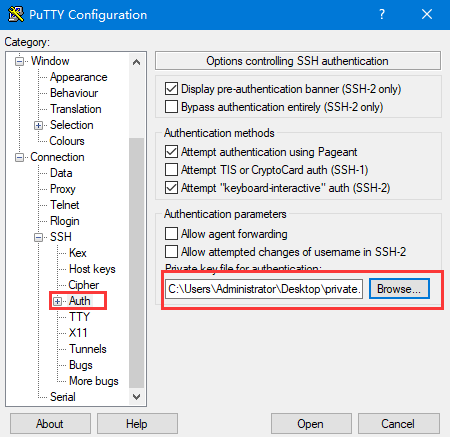 PuTTY Configuration
Category:
Window
Appearance
Behaviour
Translation
Selection
Colours
Connection
Data
Proxy
Telnet
Rlogin
SSH
Kex
Host keys
Cipher
Auth
TTY
X11
Tunnels
Bugs
More bugs
Serial
Options controlling SSH authentication
Display pre-authentication banner (SSH-2 only)
Bypass authentication entirely (SSH-2 only)
Authentication methods
Attempt authentication using Pageant
Attempt TIS or CryptoCard auth (SSH-1)
Attempt "keyboard-interactive" auth (SSH-2)
Authentication parameters
Allow agent forwarding
Allow attempted changes of username in SSH-2
Private key file for authentication:
C:\Users\Administrator\Desktop\private. Browse...
About Help Open Cancel